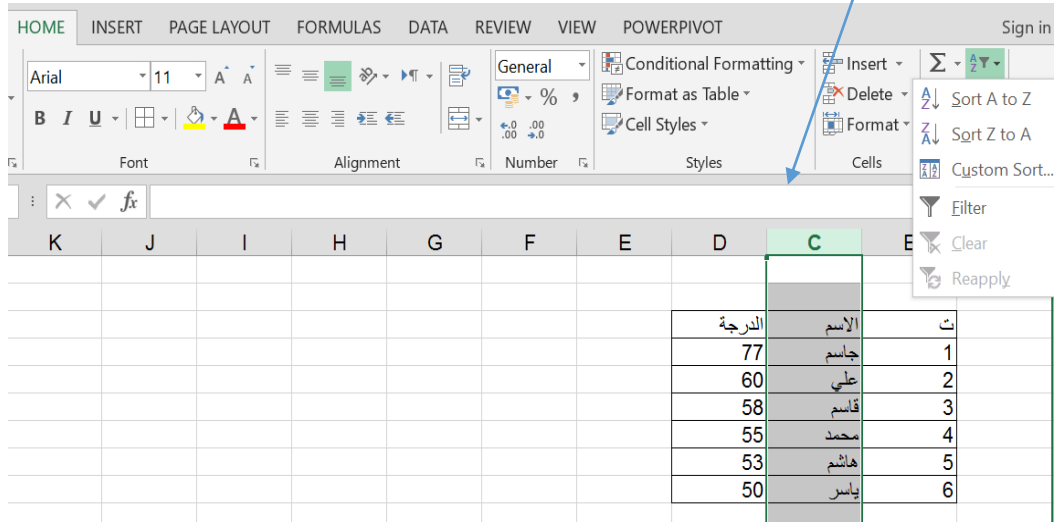 HOME INSERT PAGE LAYOUT FORMULAS DATA REVIEW VIEW POWERPIVOT Sign in
Arial 11 A A General Conditional Formatting Insert Σ
% , Format as Table Delete Sort A to Z
B I U A Cell Styles Format Sort Z to A
Font Alignment Number Styles Cells Custom Sort...
fx Filter
K J I H G F E D C Clear
Reapply
ت الاسم الدرجة
1 جاسم 77
2 علي 60
3 قاسم 58
4 محمد 55
5 هاشم 53
6 ياسر 50